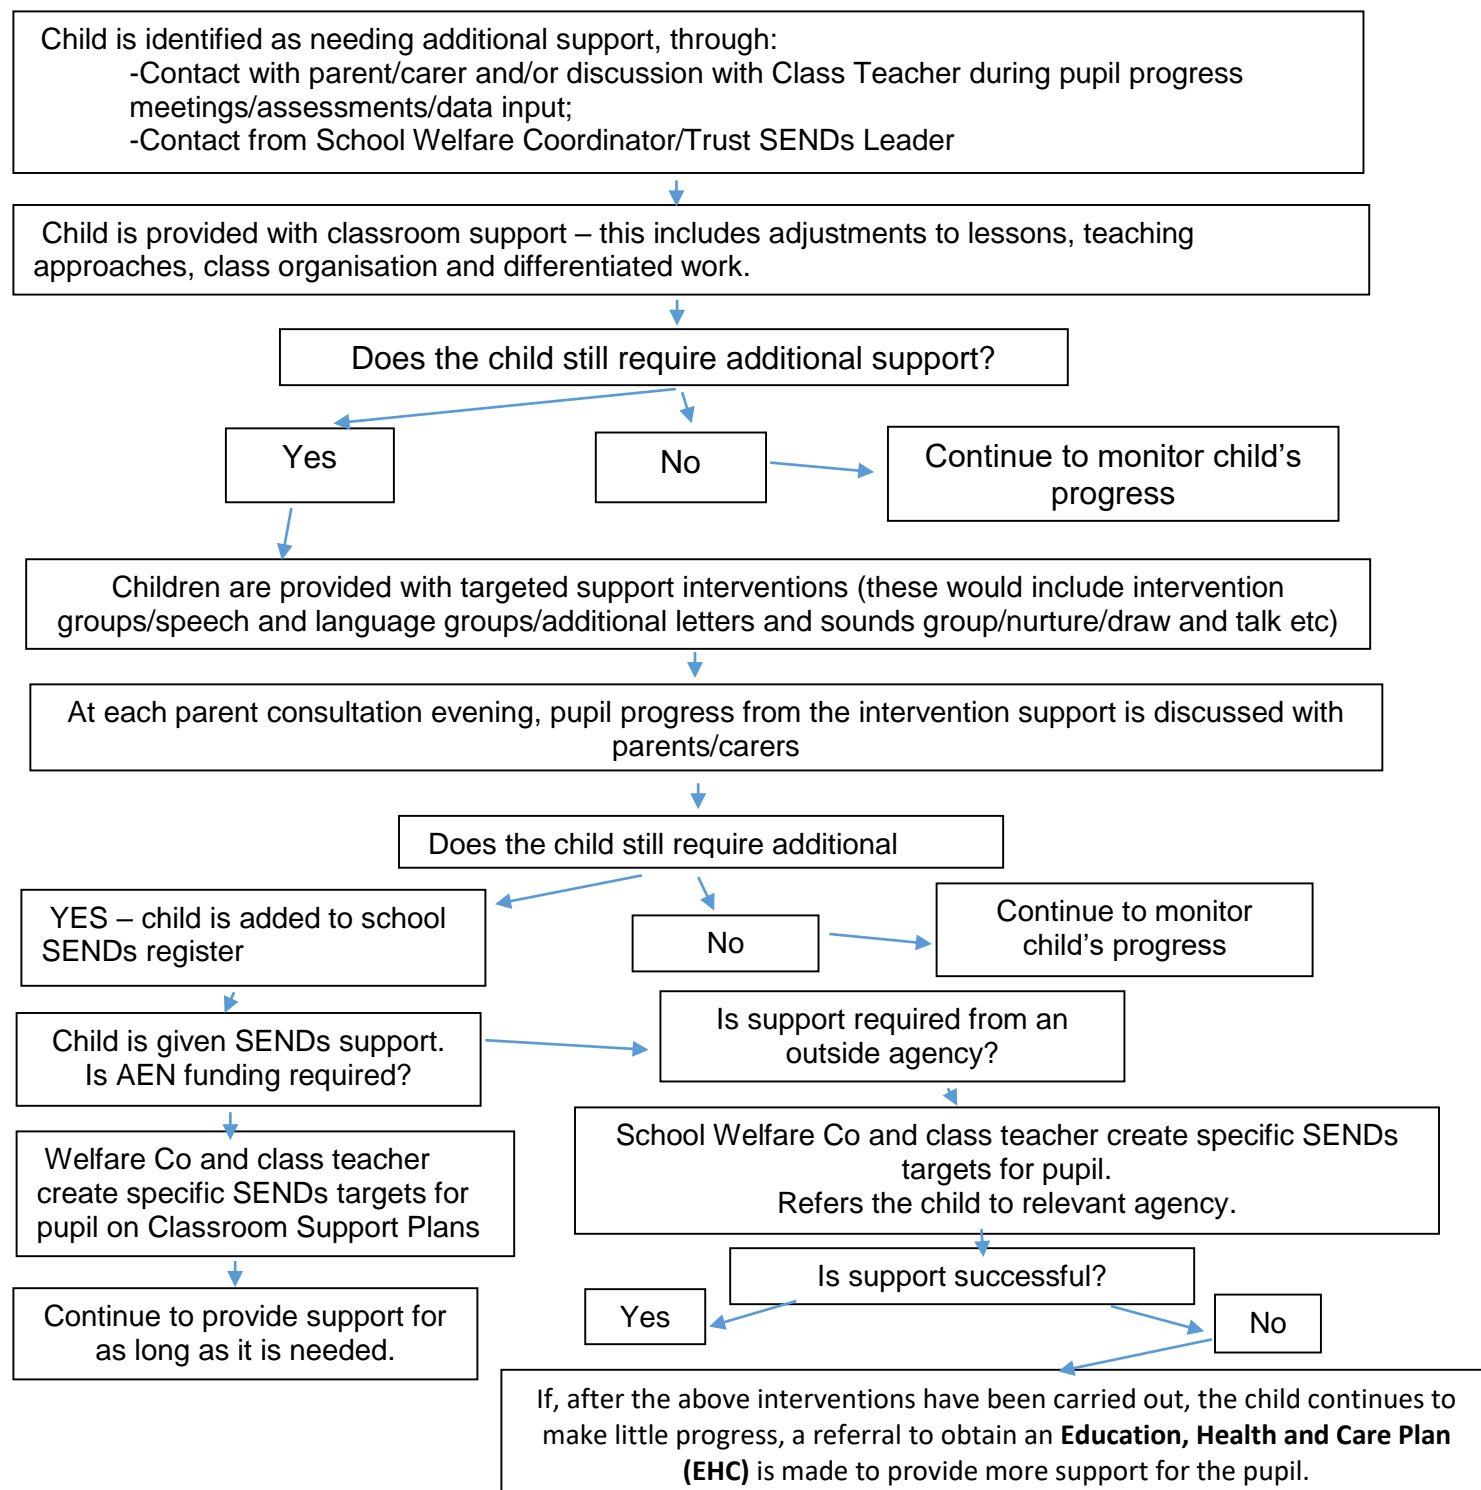 Child is identified as needing additional support, through:
-Contact with parent/carer and/or discussion with Class Teacher during pupil progress
meetings/assessments/data input;
-Contact from School Welfare Coordinator/Trust SENDs Leader
Child is provided with classroom support – this includes adjustments to lessons, teaching
approaches, class organisation and differentiated work.
Does the child still require additional support?
Yes
No
Continue to monitor child’s
progress
Children are provided with targeted support interventions (these would include intervention
groups/speech and language groups/additional letters and sounds group/nurture/draw and talk etc)
At each parent consultation evening, pupil progress from the intervention support is discussed with
parents/carers
Does the child still require additional
YES – child is added to school
SENDs register
No
Continue to monitor
child’s progress
Child is given SENDs support.
Is AEN funding required?
Is support required from an
outside agency?
Welfare Co and class teacher
create specific SENDs targets for
pupil on Classroom Support Plans
School Welfare Co and class teacher create specific SENDs
targets for pupil.
Refers the child to relevant agency.
Continue to provide support for
as long as it is needed.
Is support successful?
Yes
No
If, after the above interventions have been carried out, the child continues to
make little progress, a referral to obtain an Education, Health and Care Plan
(EHC) is made to provide more support for the pupil.